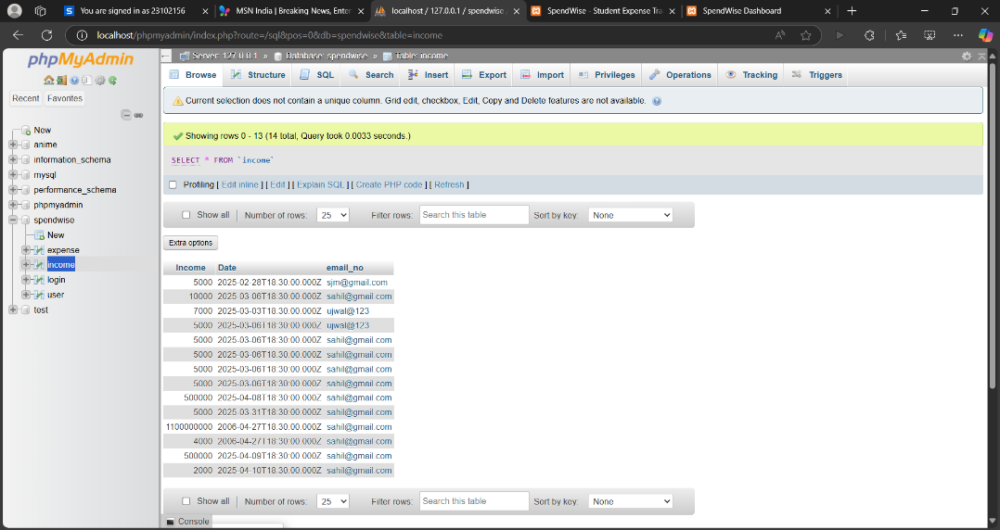 You are signed in as 23102156
MSN India | Breaking News, Enter
localhost / 127.0.0.1 / spendwise
SpendWise - Student Expense Tra
SpendWise Dashboard
localhost/phpmyadmin/index.php?route=/sql&pos=0&db=spendwise&table=income
phpMyAdmin
Recent Favorites
New
anime
information_schema
mysql
performance_schema
phpmyadmin
spendwise
New
expense
income
login
user
test
Server: 127.0.0.1 » Database: spendwise » Table: income
Browse Structure SQL Search Insert Export Import Privileges Operations Tracking Triggers
Current selection does not contain a unique column. Grid edit, checkbox, Edit, Copy and Delete features are not available.
Showing rows 0 - 13 (14 total, Query took 0.0033 seconds.)
SELECT * FROM `income`
Profiling [ Edit inline ] [ Edit ] [ Explain SQL ] [ Create PHP code ] [ Refresh ]
Show all Number of rows: 25 Filter rows: Search this table Sort by key: None
Extra options
Income Date email_no
5000 2025-02-28T18:30:00.000Z sjm@gmail.com
10000 2025-03-06T18:30:00.000Z sahil@gmail.com
7000 2025-03-03T18:30:00.000Z ujwal@123
5000 2025-03-06T18:30:00.000Z ujwal@123
5000 2025-03-06T18:30:00.000Z sahil@gmail.com
5000 2025-03-06T18:30:00.000Z sahil@gmail.com
5000 2025-03-06T18:30:00.000Z sahil@gmail.com
5000 2025-03-06T18:30:00.000Z sahil@gmail.com
500000 2025-04-08T18:30:00.000Z sahil@gmail.com
5000 2025-03-31T18:30:00.000Z sahil@gmail.com
1100000000 2006-04-27T18:30:00.000Z sahil@gmail.com
4000 2006-04-27T18:30:00.000Z sahil@gmail.com
500000 2025-04-09T18:30:00.000Z sahil@gmail.com
2000 2025-04-10T18:30:00.000Z sahil@gmail.com
Show all Number of rows: 25 Filter rows: Search this table Sort by key: None
Console